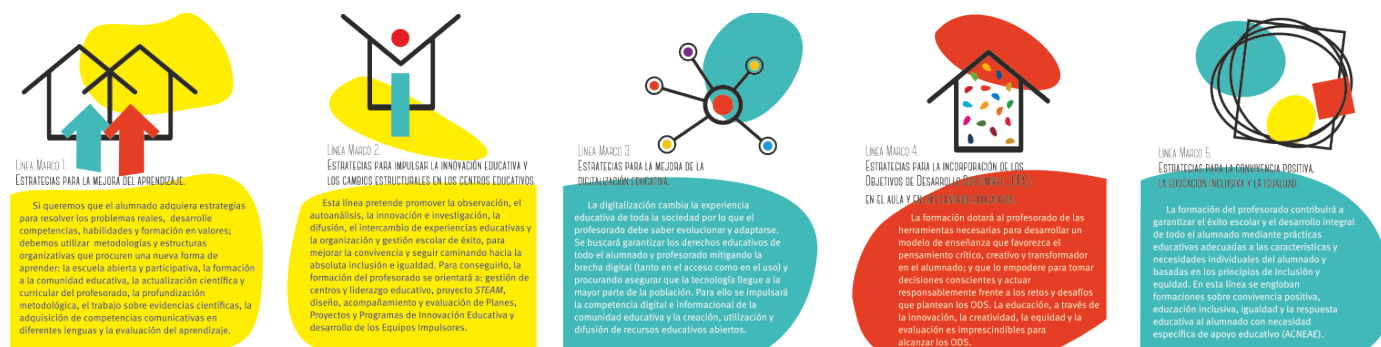 Línea Marco 1.
Estrategias para la mejora del aprendizaje.
Si queremos que el alumnado adquiera estrategias
para resolver los problemas reales, desarrolle
competencias, habilidades y formación en valores;
debemos utilizar metodologías y estructuras
organizativas que procuren una nueva forma de
aprender: la escuela abierta y participativa, la formación
a la comunidad educativa, la actualización científica y
curricular del profesorado, la profundización
metodológica, el trabajo sobre evidencias científicas, la
adquisición de competencias comunicativas en
diferentes lenguas y la evaluación del aprendizaje.
Línea Marco 2.
Estrategias para impulsar la innovación educativa y
los cambios estructurales en los centros educativos.
Esta línea pretende promover la observación, el
autoanálisis, la innovación e investigación, la
difusión, el intercambio de experiencias educativas y
la organización y gestión escolar de éxito, para
mejorar la convivencia y seguir caminando hacia la
absoluta inclusión e igualdad. Para conseguirlo, la
formación del profesorado se orientará a: gestión de
centros y liderazgo educativo, proyecto STEAM,
diseño, acompañamiento y evaluación de Planes,
Proyectos y Programas de Innovación Educativa y
desarrollo de los Equipos Impulsores.
Línea Marco 3.
Estrategias para la mejora de la
digitalización educativa.
La digitalización cambia la experiencia
educativa de toda la sociedad por lo que el
profesorado debe saber evolucionar y adaptarse.
Se buscará garantizar los derechos educativos de
todo el alumnado y profesorado mitigando la
brecha digital (tanto en el acceso como en el uso) y
procurando asegurar que la tecnología llegue a la
mayor parte de la población. Para ello se impulsará
la competencia digital e informacional de la
comunidad educativa y la creación, utilización y
difusión de recursos educativos abiertos.
Línea Marco 4.
Estrategias para la incorporación de los
Objetivos de Desarrollo Sostenible (ODS)
en el aula y en
La formación dotará al profesorado de las
herramientas necesarias para desarrollar un
modelo de enseñanza que favorezca el
pensamiento crítico, creativo y transformador
en el alumnado; y que lo empodere para tomar
decisiones conscientes y actuar
responsablemente frente a los retos y desafíos
que plantean los ODS. La educación, a través de
la innovación, la creatividad, la equidad y la
evaluación es imprescindibles para
alcanzar los ODS.
Línea Marco 5.
Estrategias para la convivencia positiva,
la educación inclusiva y la igualdad.
La formación del profesorado contribuirá a
garantizar el éxito escolar y el desarrollo integral
de todo el alumnado mediante prácticas
educativas adecuadas a las características y
necesidades individuales del alumnado y
basadas en los principios de inclusión y
equidad. En esta línea se engloban
formaciones sobre convivencia positiva,
educación inclusiva, igualdad y la respuesta
educativa al alumnado con necesidad
específica de apoyo educativo (ACNEAE).